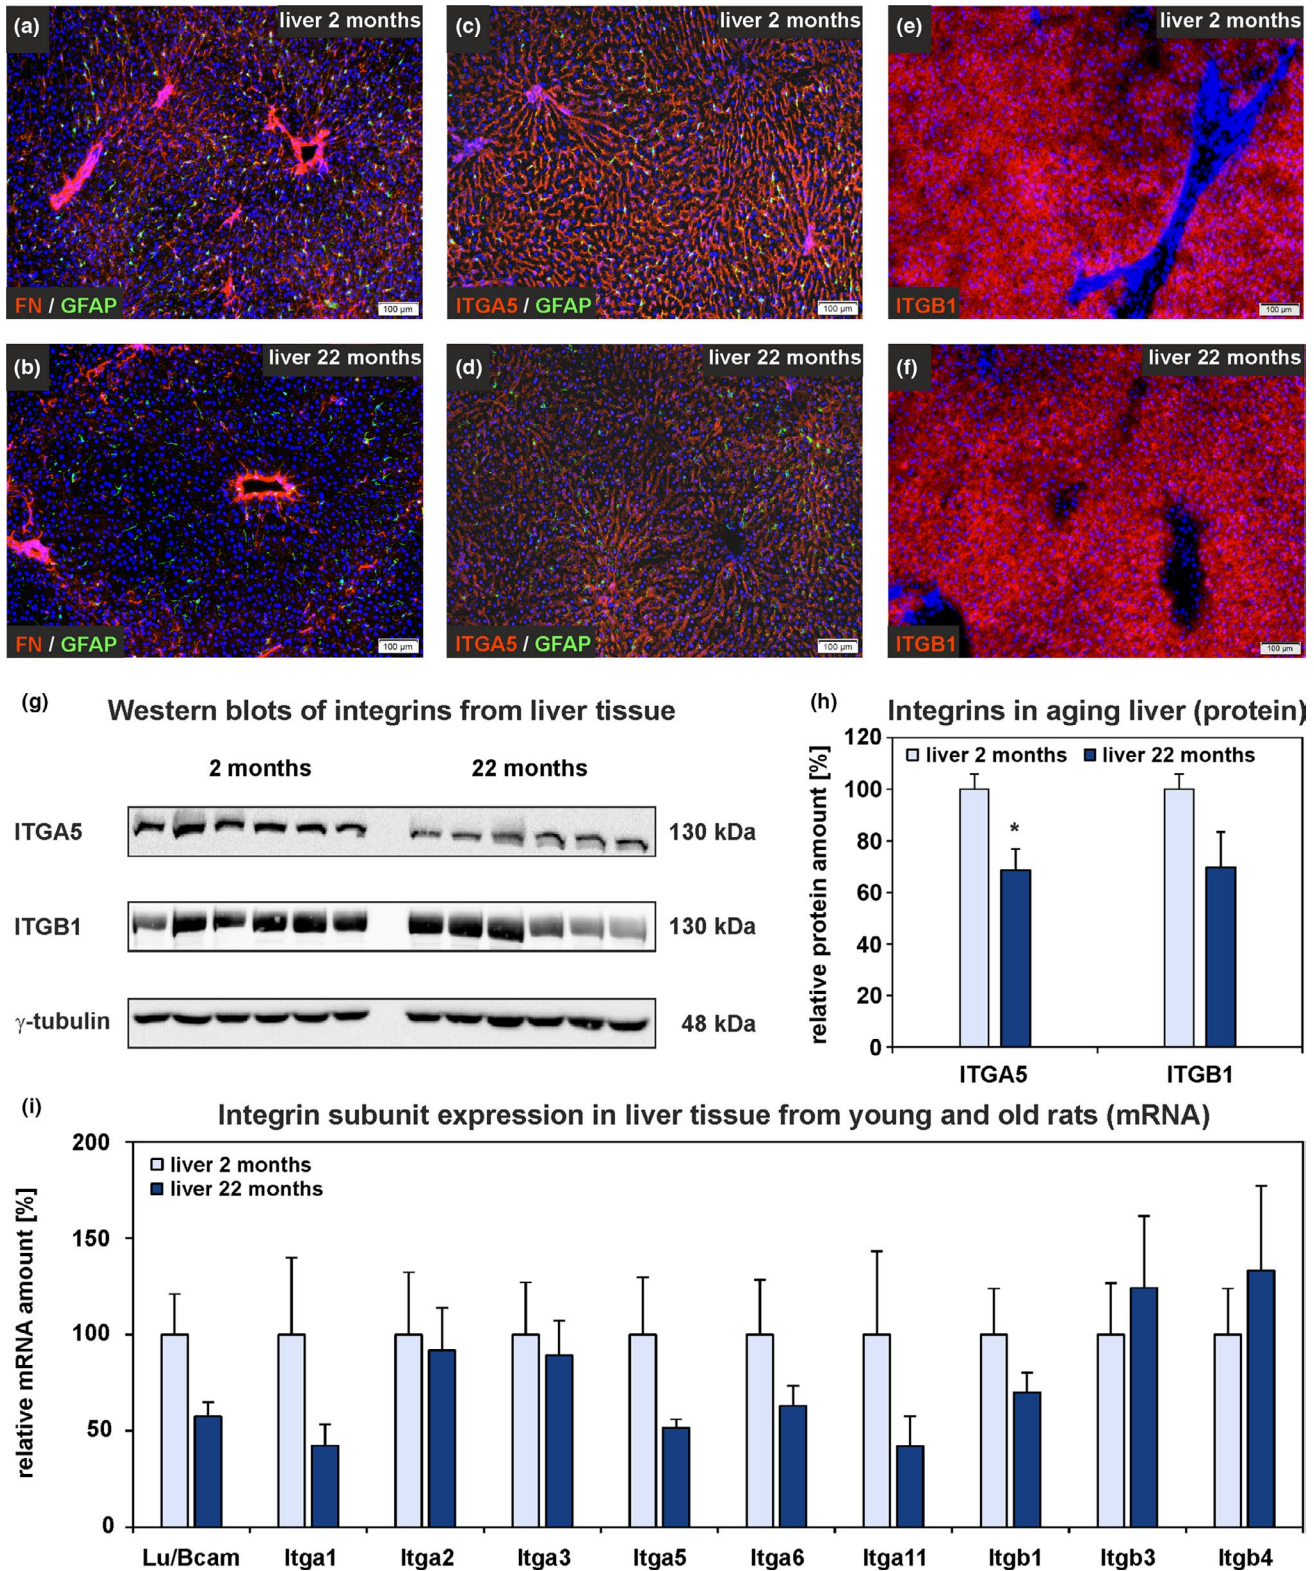 (a)
liver 2 months
FN / GFAP
100 µm
(c)
liver 2 months
ITGA5 / GFAP
100 µm
(e)
liver 2 months
ITGB1
100 µm
(b)
liver 22 months
FN / GFAP
100 µm
(d)
liver 22 months
ITGA5 / GFAP
100 µm
(f)
liver 22 months
ITGB1
100 µm
(g)
Western blots of integrins from liver tissue
2 months
22 months
ITGA5
130 kDa
ITGB1
130 kDa
γ-tubulin
48 kDa
(h)
Integrins in aging liver (protein)
relative protein amount [%]
120
100
80
60
40
20
0
liver 2 months
liver 22 months
*
ITGA5
ITGB1
(i)
Integrin subunit expression in liver tissue from young and old rats (mRNA)
relative mRNA amount [%]
200
150
100
50
0
liver 2 months
liver 22 months
Lu/Bcam
Itga1
Itga2
Itga3
Itga5
Itga6
Itga11
Itgb1
Itgb3
Itgb4